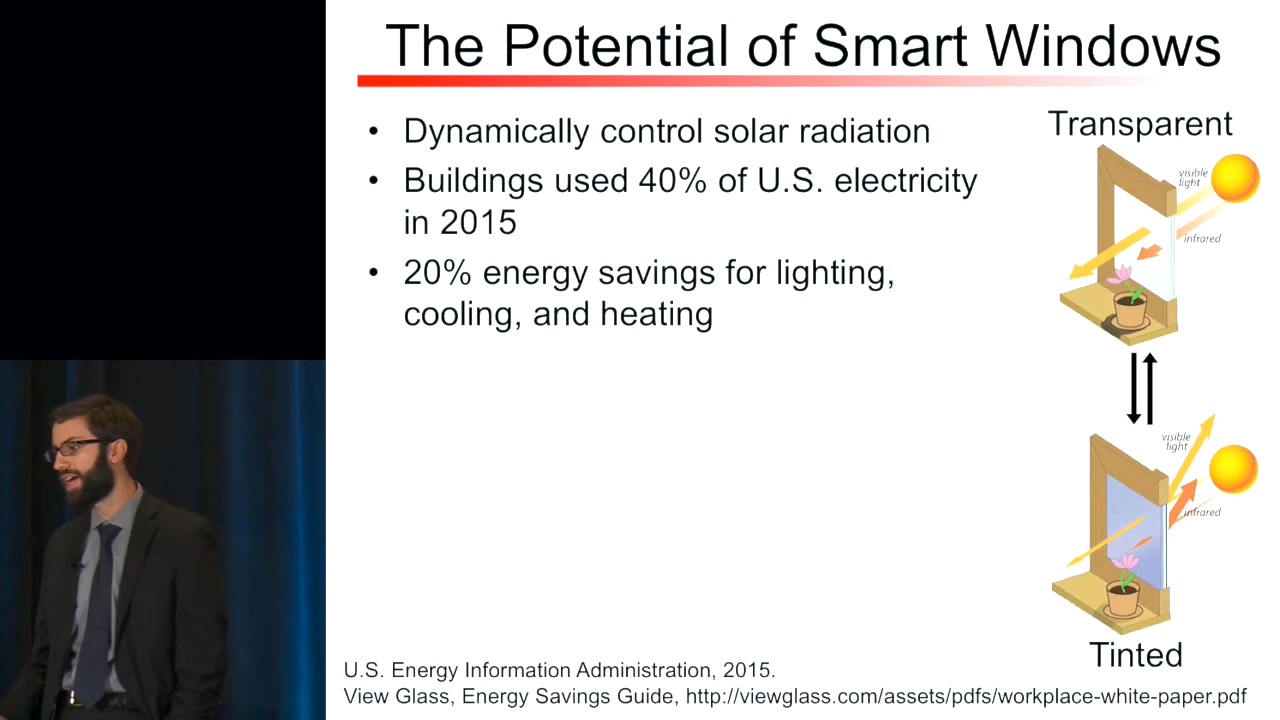 The Potential of Smart Windows
• Dynamically control solar radiation
• Buildings used 40% of U.S. electricity
in 2015
• 20% energy savings for lighting,
cooling, and heating
Transparent
visible
light
infrared
visible
light
infrared
Tinted
U.S. Energy Information Administration, 2015.
View Glass, Energy Savings Guide, http://viewglass.com/assets/pdfs/workplace-white-paper.pdf